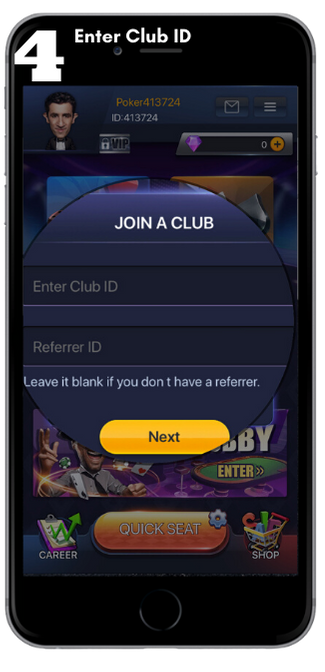 4
Enter Club ID
Poker413724
ID:413724
VIP
0
JOIN A CLUB
Enter Club ID
Referrer ID
Leave it blank if you don t have a referrer.
Next
BBY
ENTER»
QUICK SEAT
CAREER
SHOP